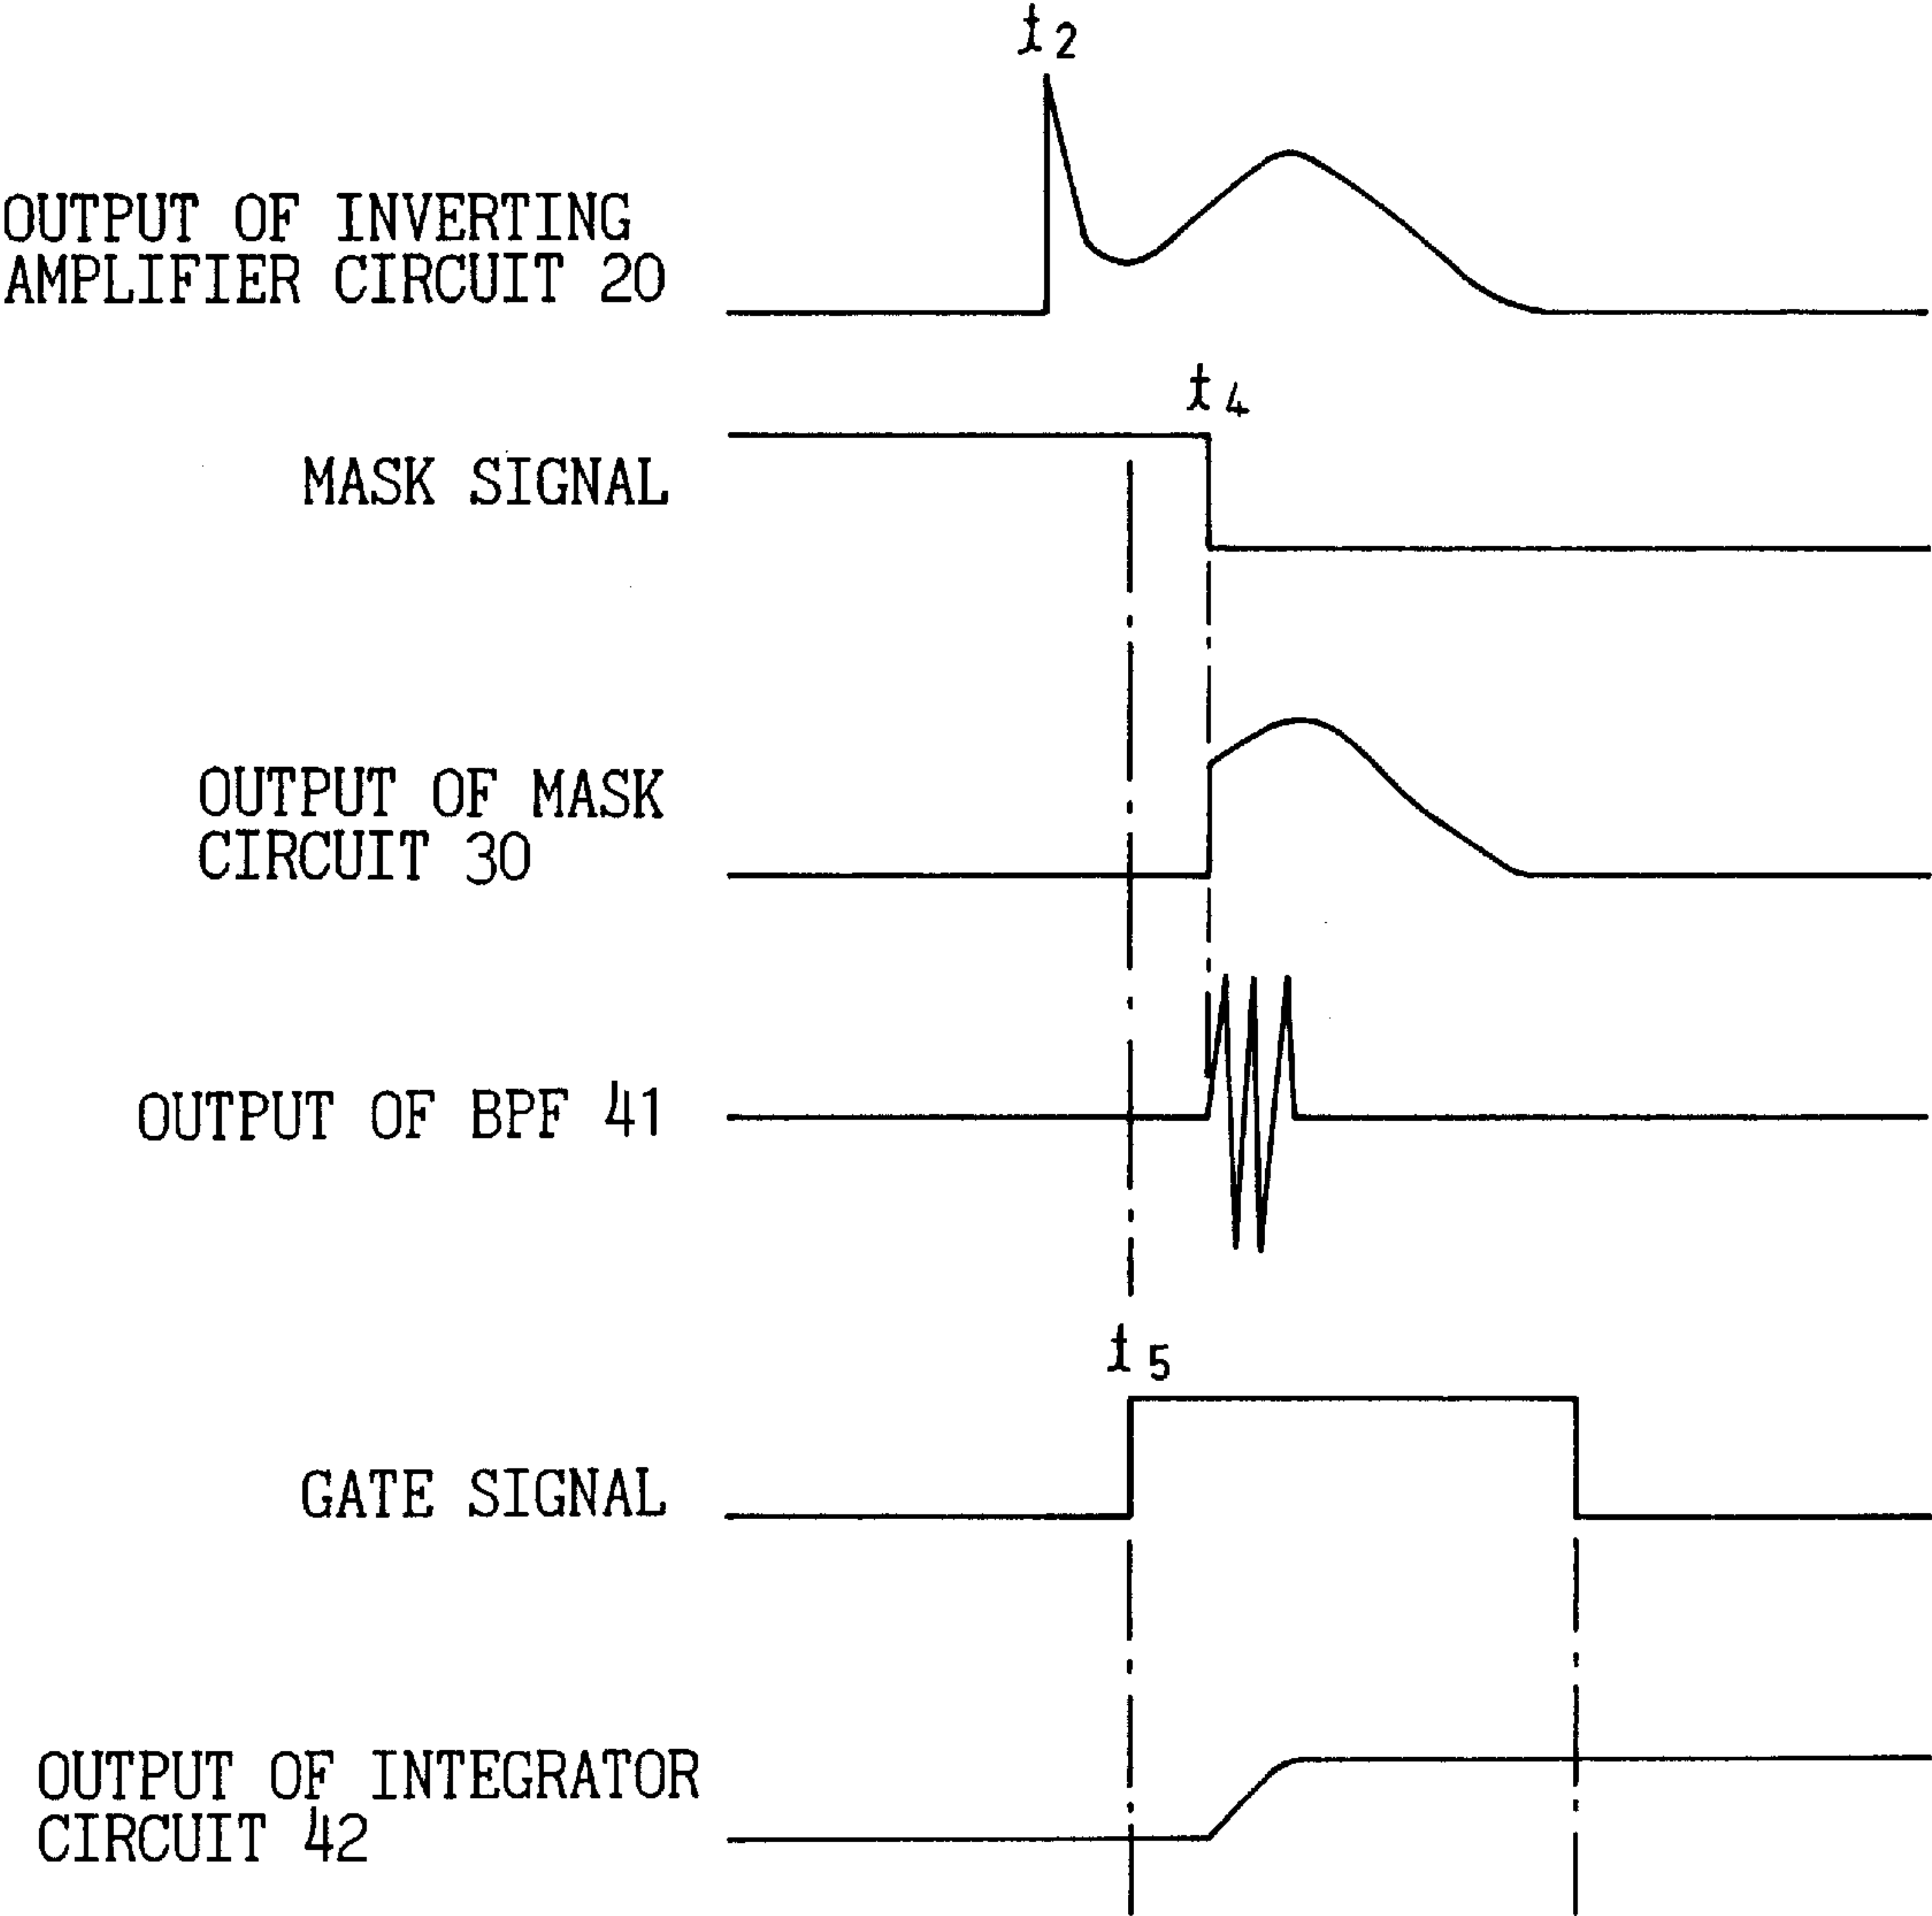 t2
OUTPUT OF INVERTING
AMPLIFIER CIRCUIT 20
t4
MASK SIGNAL
OUTPUT OF MASK
CIRCUIT 30
OUTPUT OF BPF 41
t5
GATE SIGNAL
OUTPUT OF INTEGRATOR
CIRCUIT 42